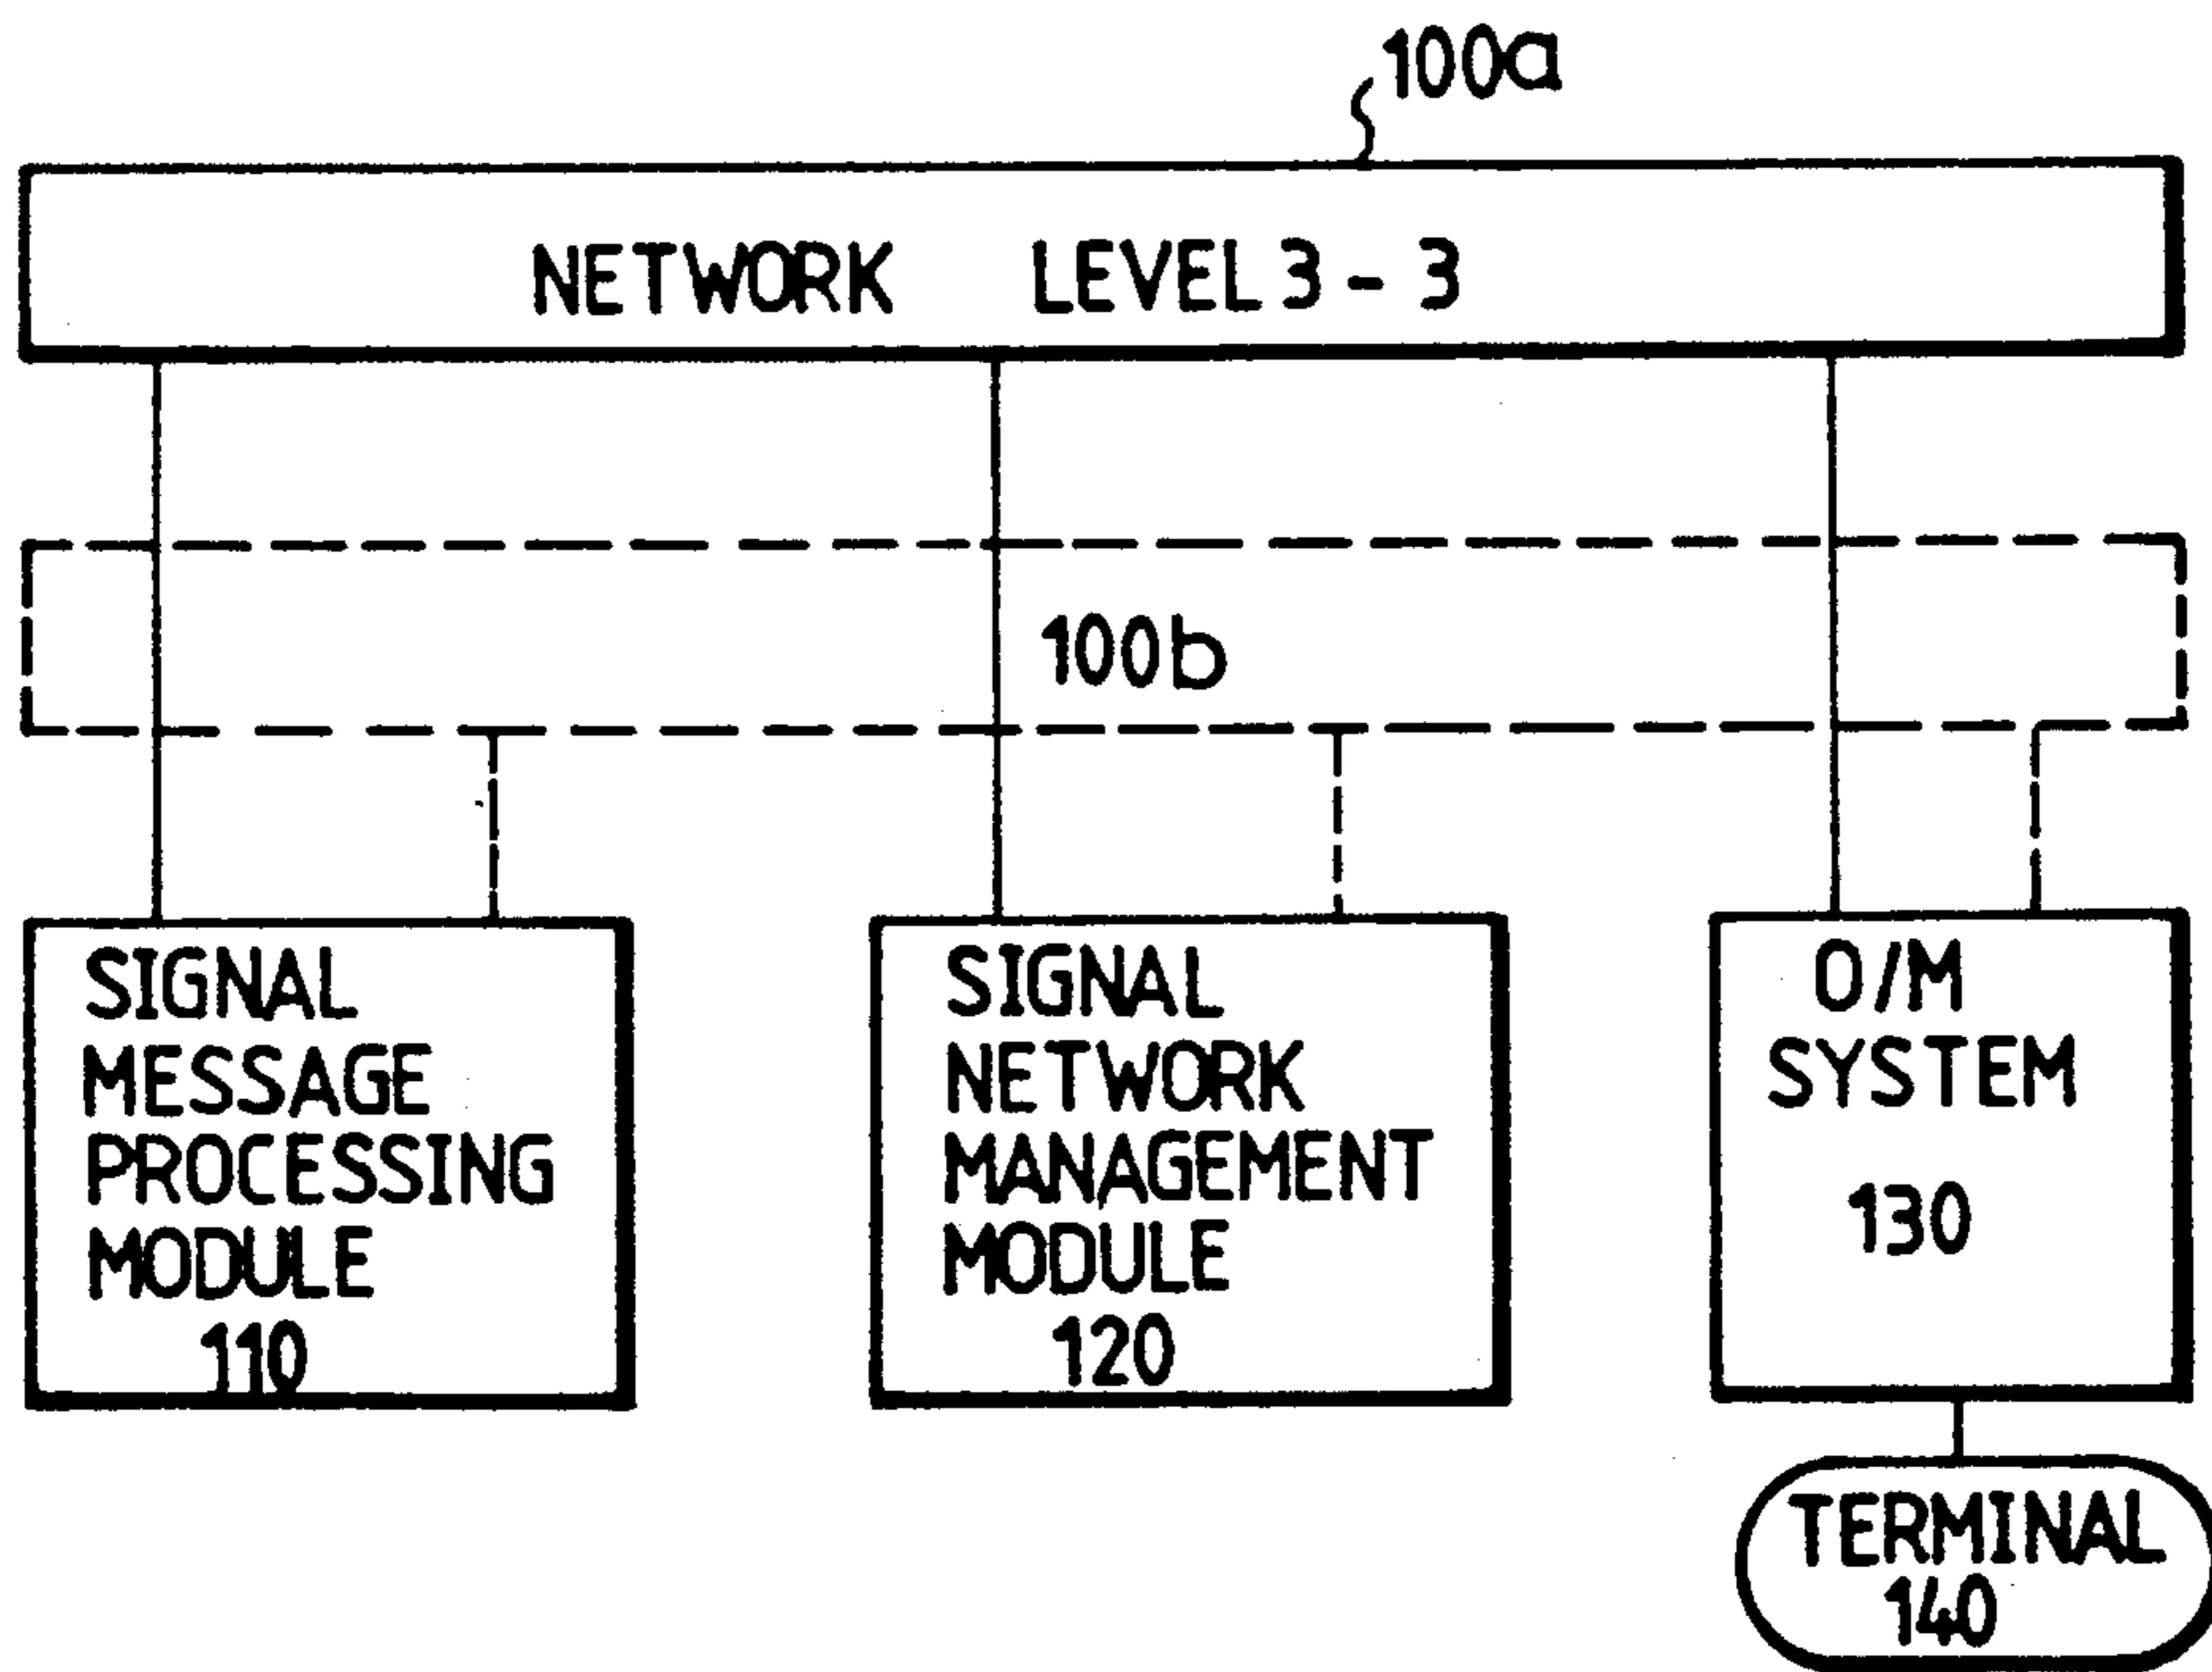 100a
NETWORK LEVEL 3 - 3
100b
SIGNAL
MESSAGE
PROCESSING
MODULE
110
SIGNAL
NETWORK
MANAGEMENT
MODULE
120
O/M
SYSTEM
130
TERMINAL
140